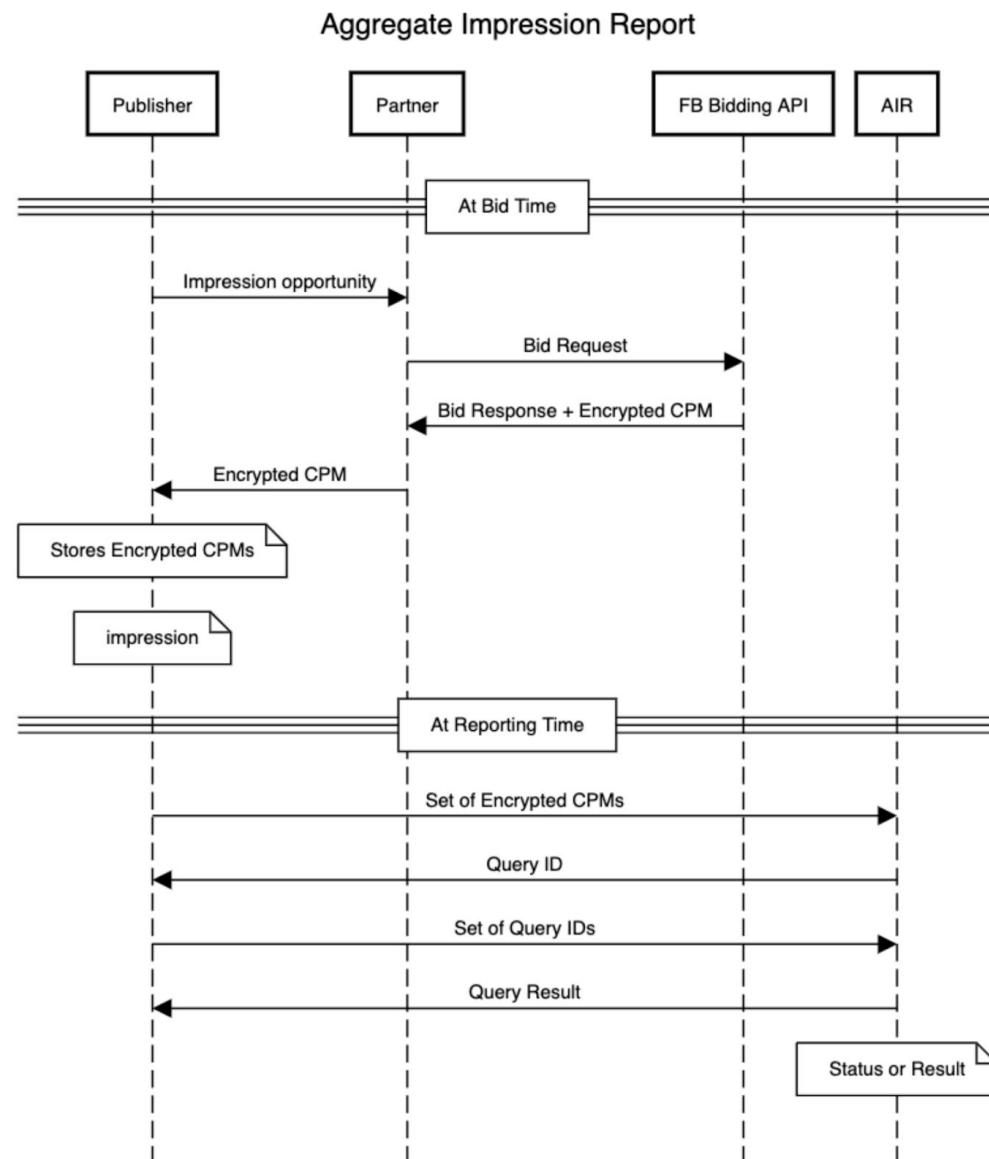 Aggregate Impression Report
Publisher
Partner
FB Bidding API
AIR
At Bid Time
Impression opportunity
Bid Request
Bid Response + Encrypted CPM
Encrypted CPM
Stores Encrypted CPMs
impression
At Reporting Time
Set of Encrypted CPMs
Query ID
Set of Query IDs
Query Result
Status or Result